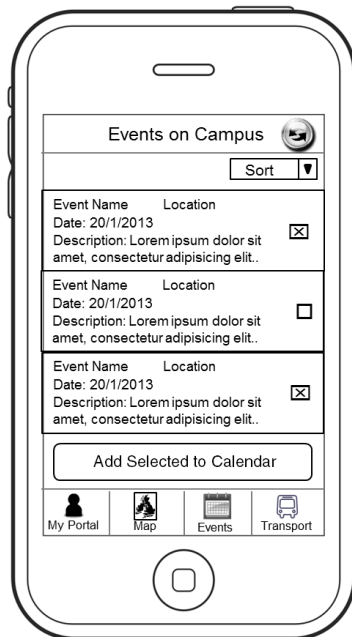 Events on Campus
Sort
Event Name Location
Date: 20/1/2013
Description: Lorem ipsum dolor sit
amet, consectetur adipisicing elit..
Event Name Location
Date: 20/1/2013
Description: Lorem ipsum dolor sit
amet, consectetur adipisicing elit..
Event Name Location
Date: 20/1/2013
Description: Lorem ipsum dolor sit
amet, consectetur adipisicing elit..
Add Selected to Calendar
My Portal Map Events Transport